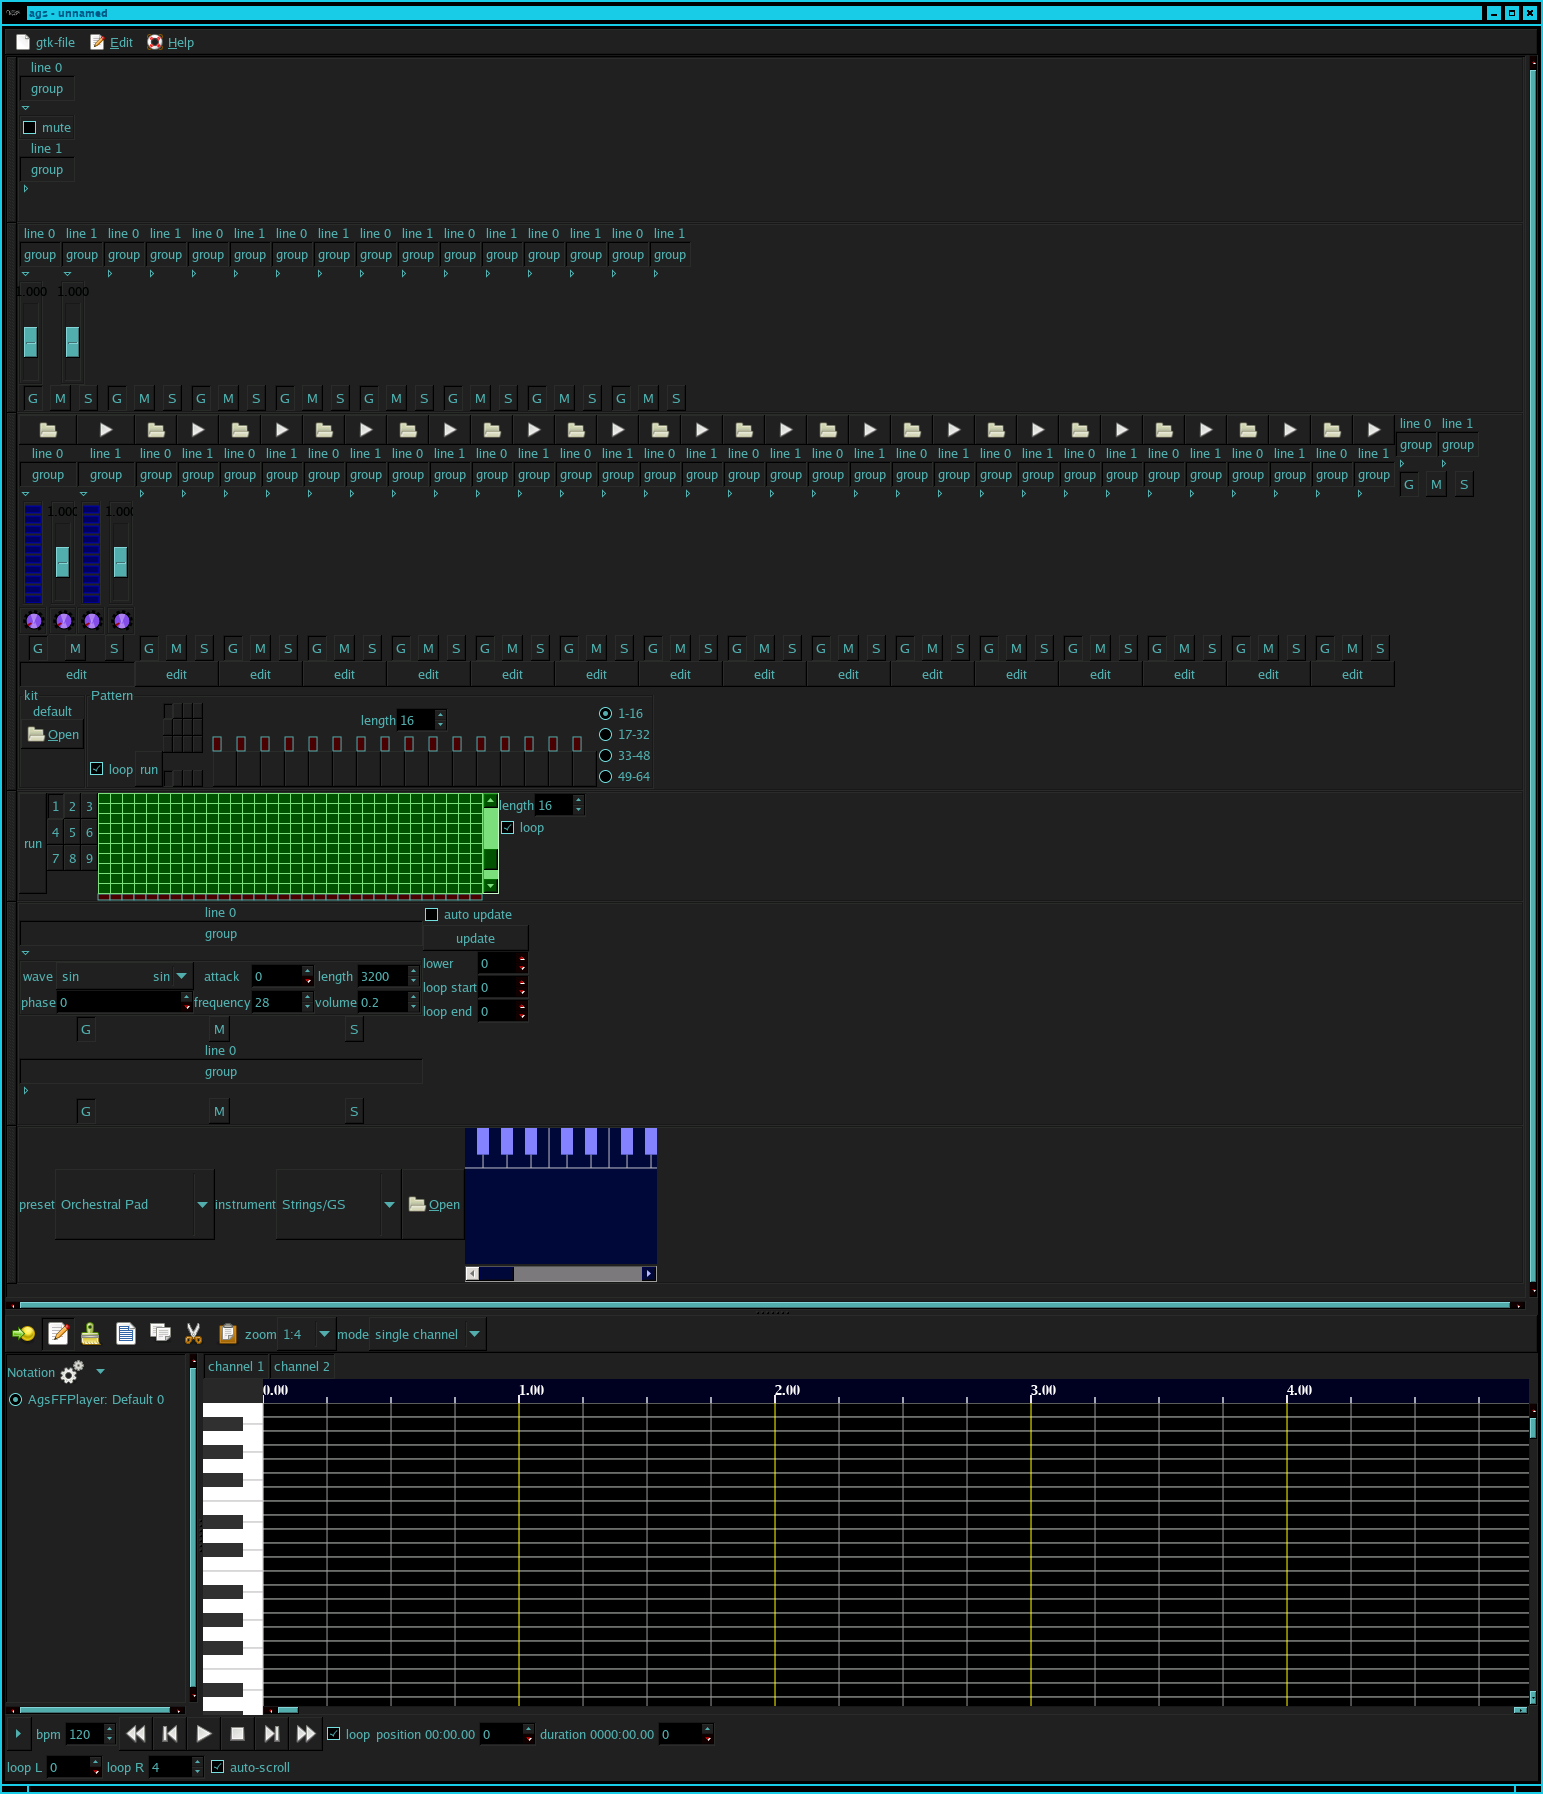 ags - unnamed
gtk-file Edit Help
line 0
group
mute
line 1
group
line 0 line 1 line 0 line 1 line 0 line 1 line 0 line 1 line 0 line 1 line 0 line 1 line 0 line 1 line 0 line 1
group group group group group group group group group group group group group group group group
1.000 1.000
G M S G M S G M S G M S G M S G M S G M S G M S
line 0 line 1
group group
line 0 line 1 line 0 line 1 line 0 line 1 line 0 line 1 line 0 line 1 line 0 line 1 line 0 line 1 line 0 line 1 line 0 line 1 line 0 line 1 line 0 line 1 line 0 line 1 line 0 line 1 line 0 line 1 line 0 line 1 line 0 line 1
group group group group group group group group group group group group group group group group group group group group group group group group group group group group group group group group
G M S
1.000 1.000
G M S G M S G M S G M S G M S G M S G M S G M S G M S G M S G M S G M S G M S G M S G M S G M S
edit edit edit edit edit edit edit edit edit edit edit edit edit edit edit edit
kit Pattern
default
Open
loop run
length 16
1-16
17-32
33-48
49-64
run
1 2 3
4 5 6
7 8 9
length 16
loop
line 0
group
auto update
update
lower 0
loop start 0
loop end 0
wave sin sin attack 0 length 3200
phase 0 frequency 28 volume 0.2
G M S
line 0
group
G M S
preset Orchestral Pad instrument Strings/GS Open
zoom 1:4 mode single channel
Notation
AgsFFPlayer: Default 0
channel 1 channel 2
0.00 1.00 2.00 3.00 4.00
bpm 120 loop position 00:00.00 0 duration 0000:00.00 0
loop L 0 loop R 4 auto-scroll